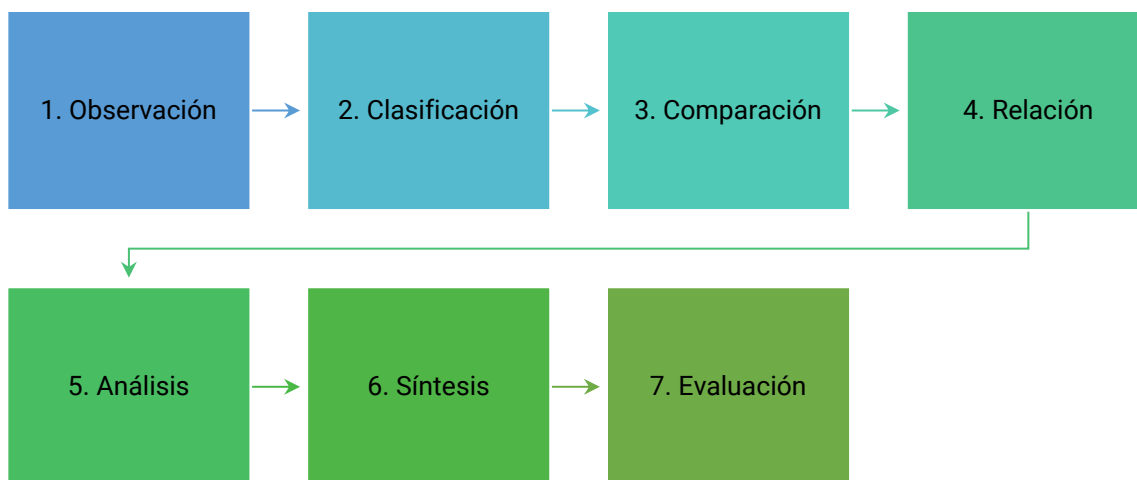 1. Observación
2. Clasificación
3. Comparación
4. Relación
5. Análisis
6. Síntesis
7. Evaluación